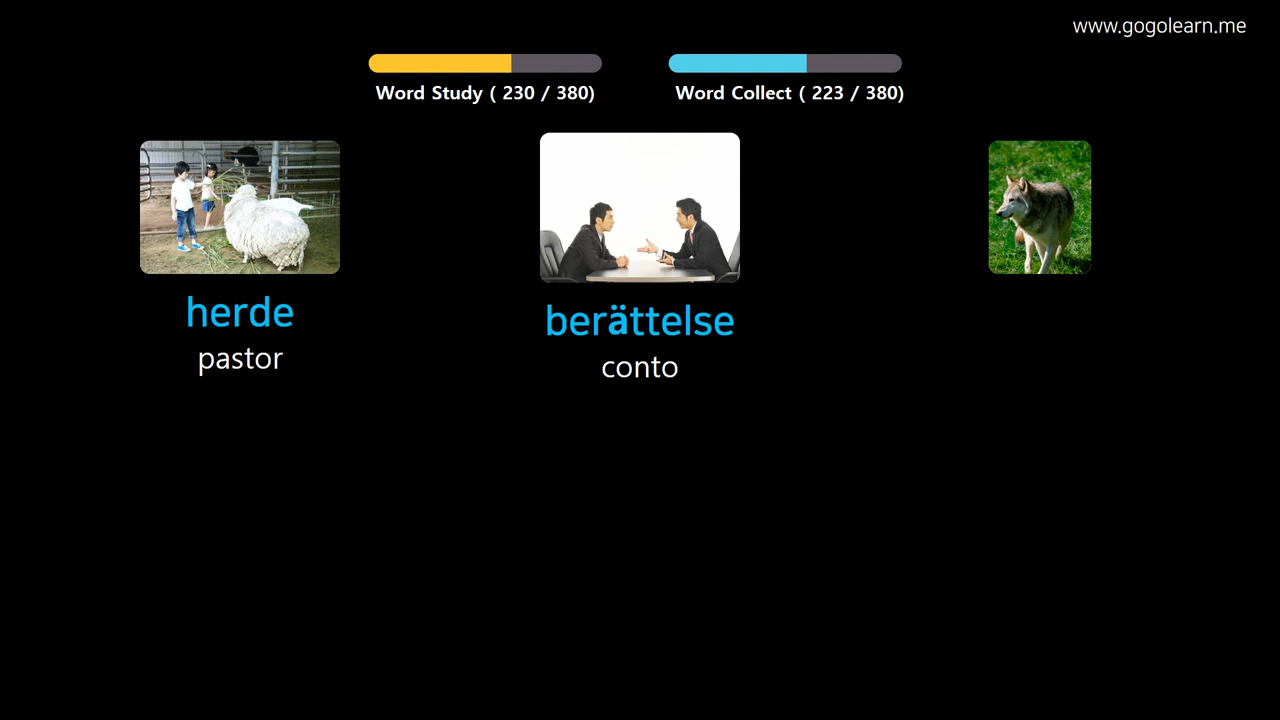 www.gogolearn.me
Word Study ( 230 / 380)
Word Collect ( 223 / 380)
herde
pastor
berättelse
conto